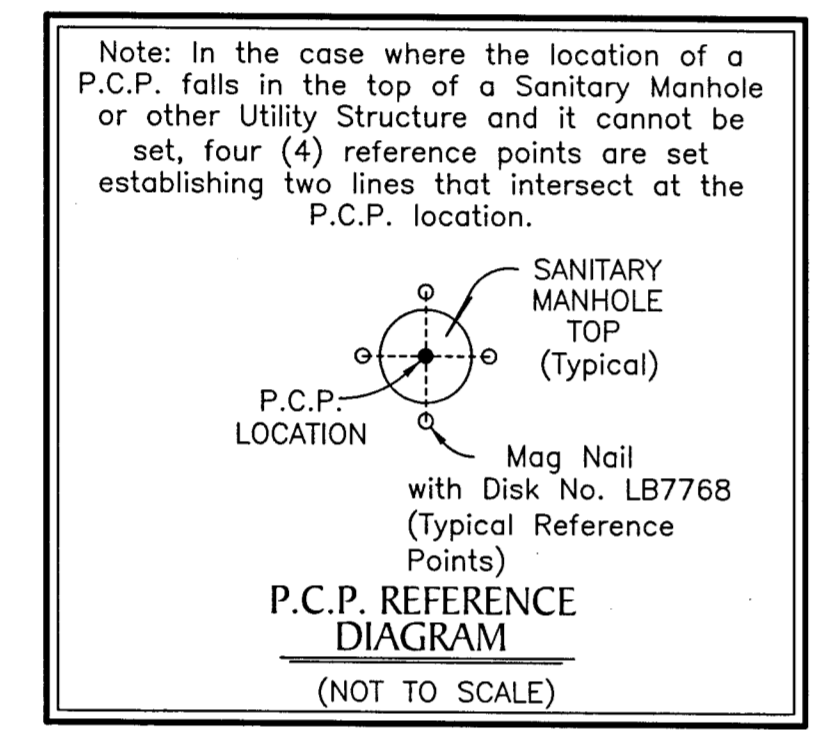 Note: In the case where the location of a
P.C.P. falls in the top of a Sanitary Manhole
or other Utility Structure and it cannot be
set, four (4) reference points are set
establishing two lines that intersect at the
P.C.P. location.
SANITARY
MANHOLE
TOP
(Typical)
P.C.P.
LOCATION
Mag Nail
with Disk No. LB7768
(Typical Reference
Points)
P.C.P. REFERENCE
DIAGRAM
(NOT TO SCALE)